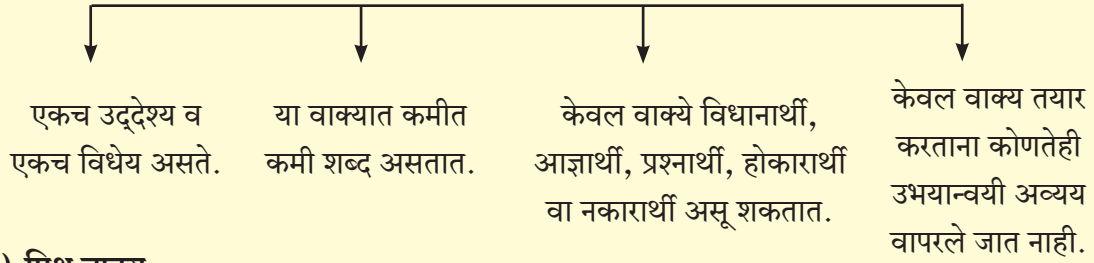 एकच उद्‌देश्य व
एकच विधेय असते.
या वाक्यात कमीत
कमी शब्द असतात.
केवल वाक्ये विधानार्थी,
आज्ञार्थी, प्रश्नार्थी, होकारार्थी
वा नकारार्थी असू शकतात.
केवल वाक्य तयार
करताना कोणतेही
उभयान्वयी अव्यय
वापरले जात नाही.